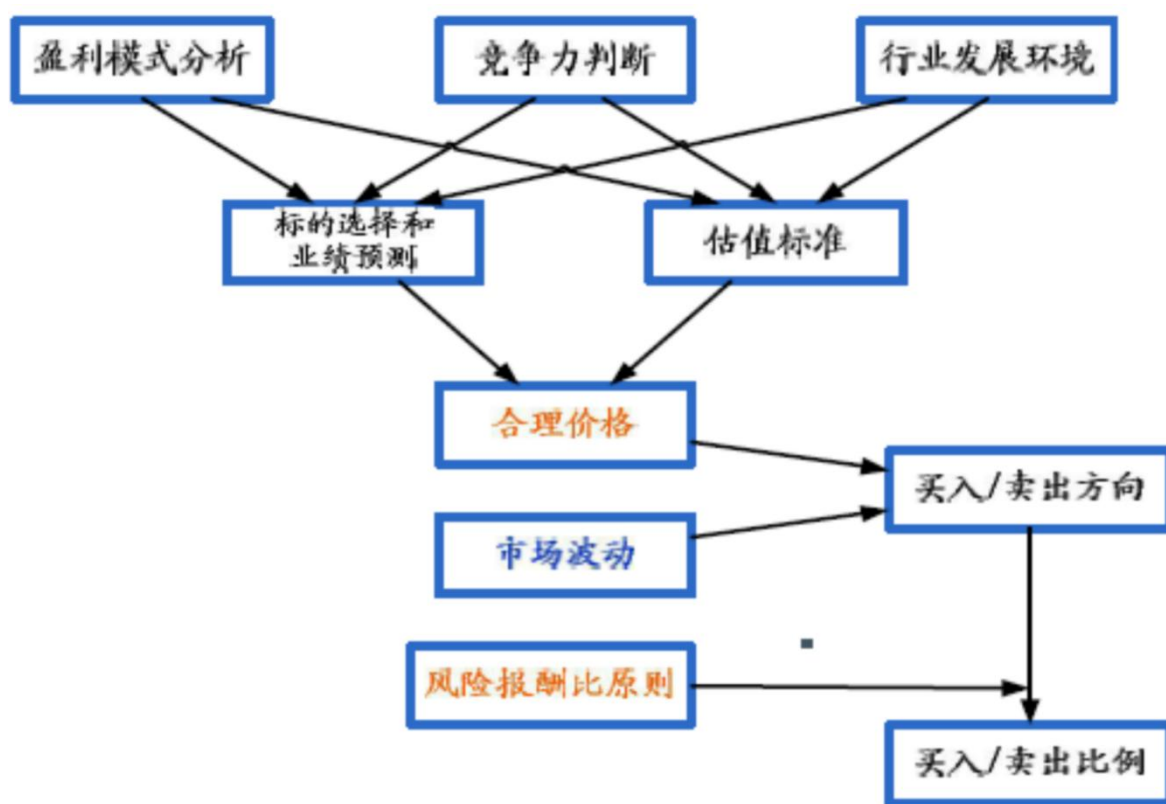 盈利模式分析
竞争力判断
行业发展环境
标的选择和
业绩预测
估值标准
合理价格
买入/卖出方向
市场波动
风险报酬比原则
买入/卖出比例